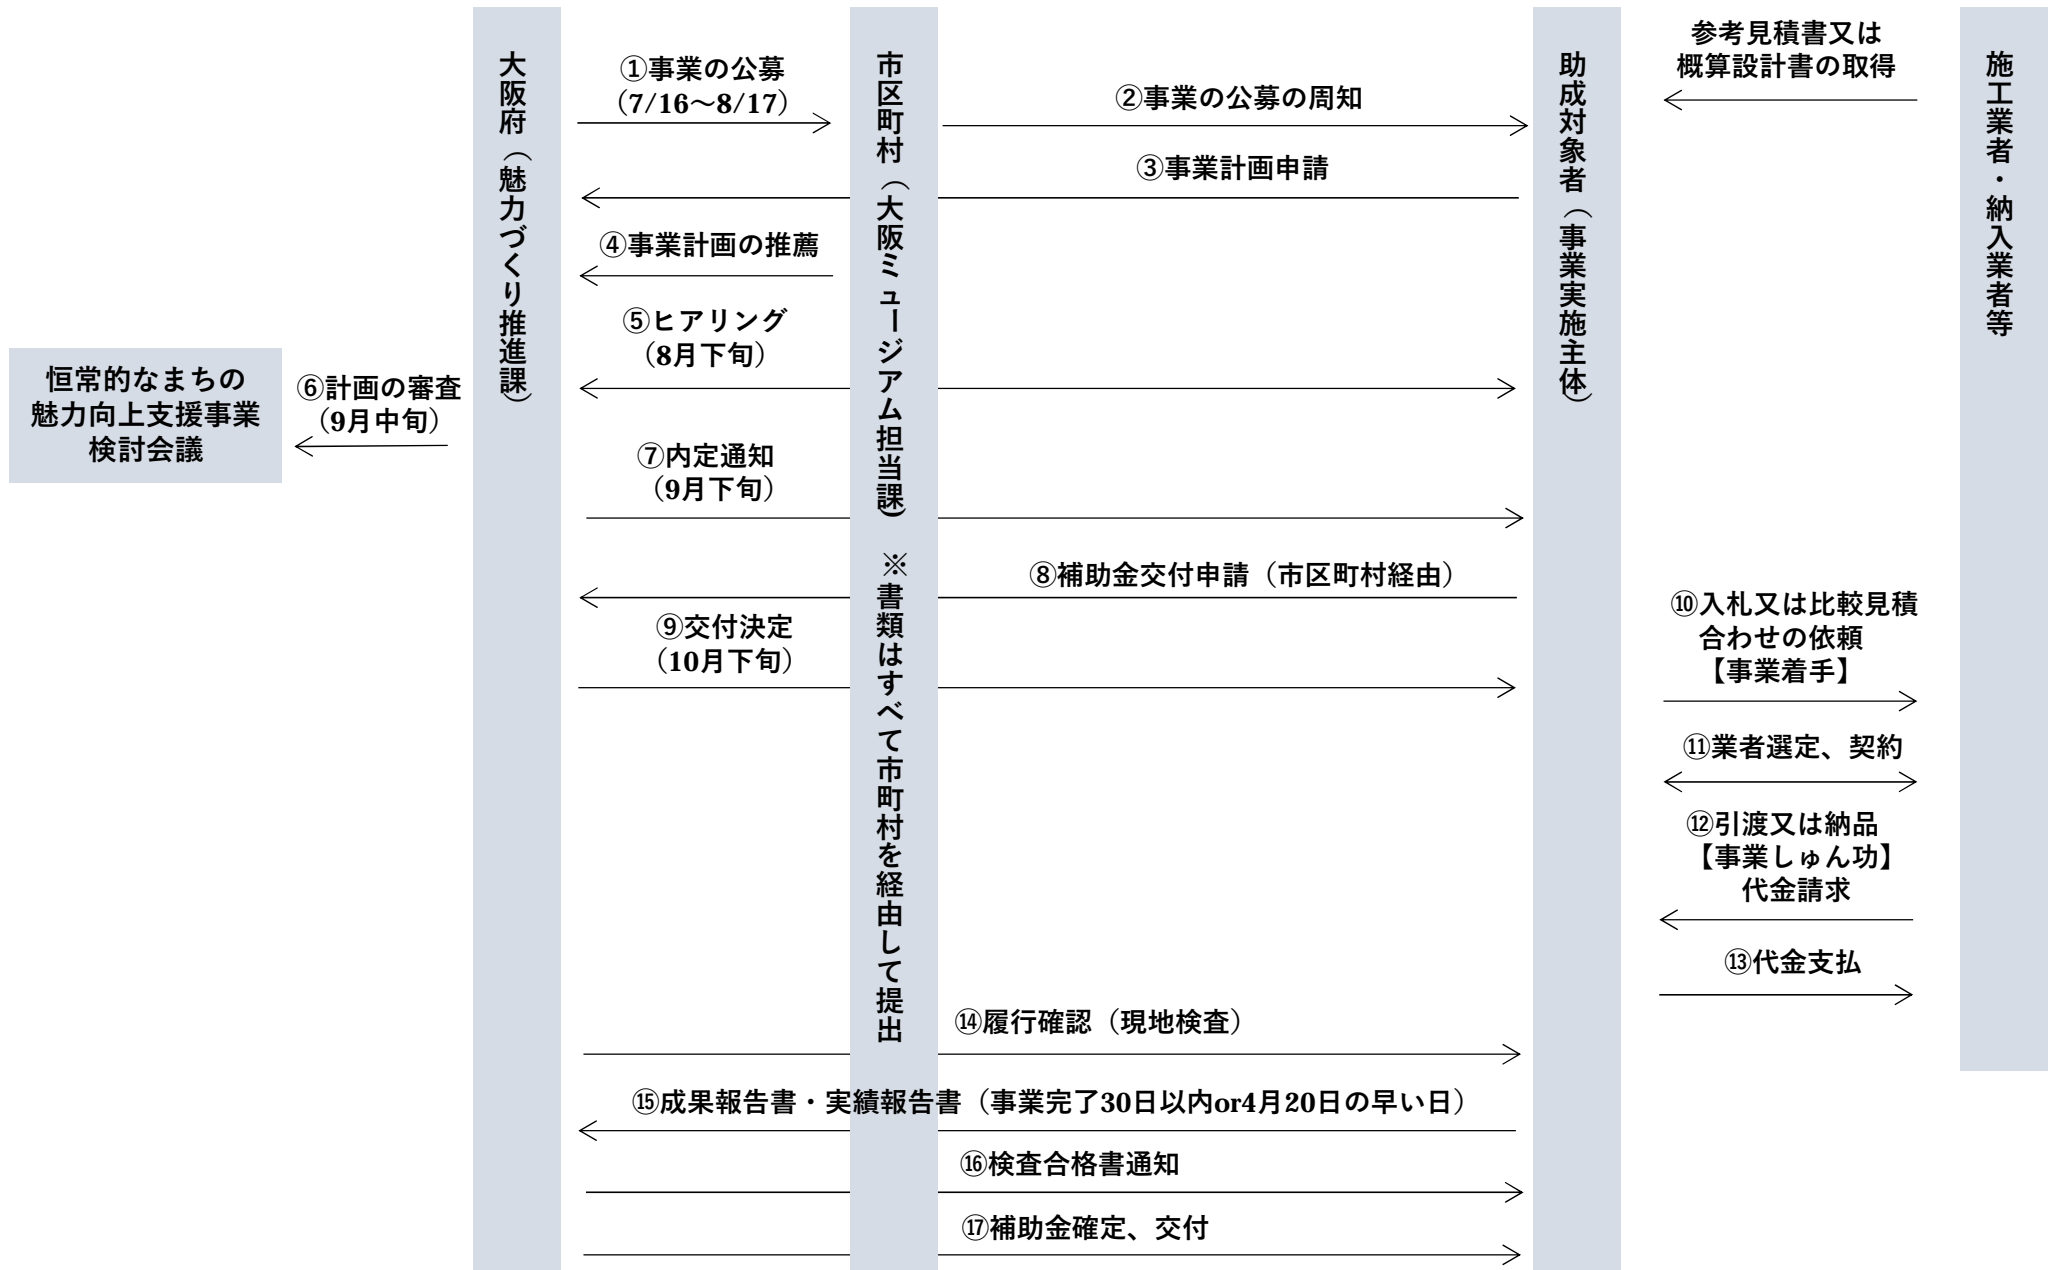 大阪府（魅力づくり推進課）
市区町村（大阪ミュージアム担当課）　※書類はすべて市町村を経由して提出
助成対象者（事業実施主体）
施工業者・納入業者等
参考見積書又は
概算設計書の取得
①事業の公募
（7/16～8/17）
②事業の公募の周知
③事業計画申請
④事業計画の推薦
⑤ヒアリング
（8月下旬）
恒常的なまちの
魅力向上支援事業
検討会議
⑥計画の審査
（9月中旬）
⑦内定通知
（9月下旬）
⑧補助金交付申請（市区町村経由）
⑨交付決定
（10月下旬）
⑩入札又は比較見積
合わせの依頼
【事業着手】
⑪業者選定、契約
⑫引渡又は納品
【事業しゅん功】
代金請求
⑬代金支払
⑭履行確認（現地検査）
⑮成果報告書・実績報告書（事業完了30日以内or4月20日の早い日）
⑯検査合格書通知
⑰補助金確定、交付